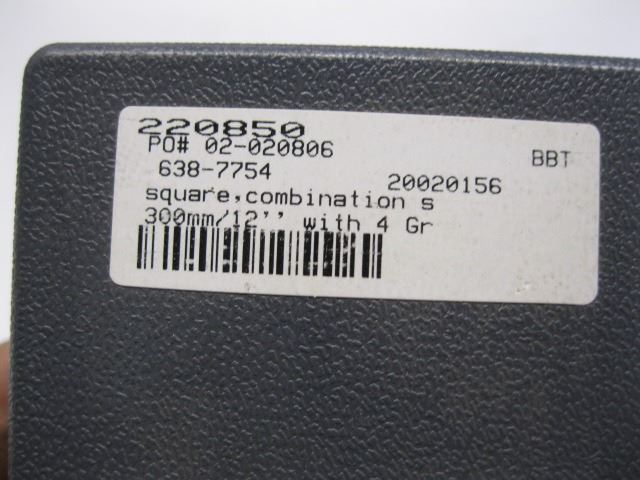 220850
PO# 02-020806 BBT
638-7754 20020156
square,combination s
300mm/12'' with 4 Gr